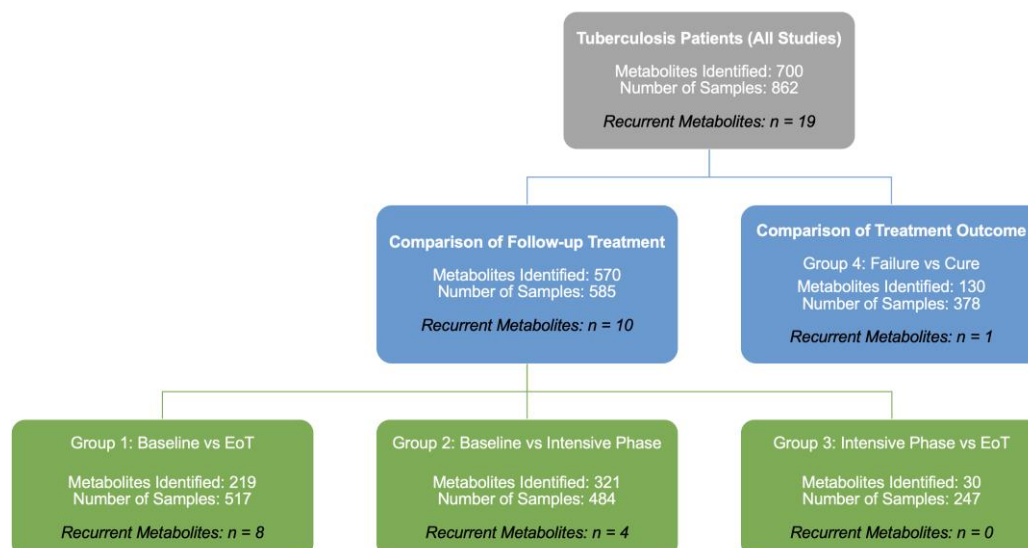 Tuberculosis Patients (All Studies)
Metabolites Identified: 700
Number of Samples: 862
Recurrent Metabolites: n = 19
Comparison of Follow-up Treatment
Metabolites Identified: 570
Number of Samples: 585
Recurrent Metabolites: n = 10
Comparison of Treatment Outcome
Group 4: Failure vs Cure
Metabolites Identified: 130
Number of Samples: 378
Recurrent Metabolites: n = 1
Group 1: Baseline vs EoT
Metabolites Identified: 219
Number of Samples: 517
Recurrent Metabolites: n = 8
Group 2: Baseline vs Intensive Phase
Metabolites Identified: 321
Number of Samples: 484
Recurrent Metabolites: n = 4
Group 3: Intensive Phase vs EoT
Metabolites Identified: 30
Number of Samples: 247
Recurrent Metabolites: n = 0